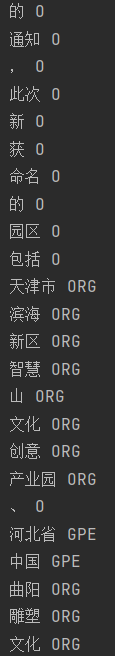 的 O
通知 O
， O
此次 O
新 O
获 O
命名 O
的 O
园区 O
包括 O
天津市 ORG
滨海 ORG
新区 ORG
智慧 ORG
山 ORG
文化 ORG
创意 ORG
产业园 ORG
、 O
河北省 GPE
中国 GPE
曲阳 ORG
雕塑 ORG
文化 ORG